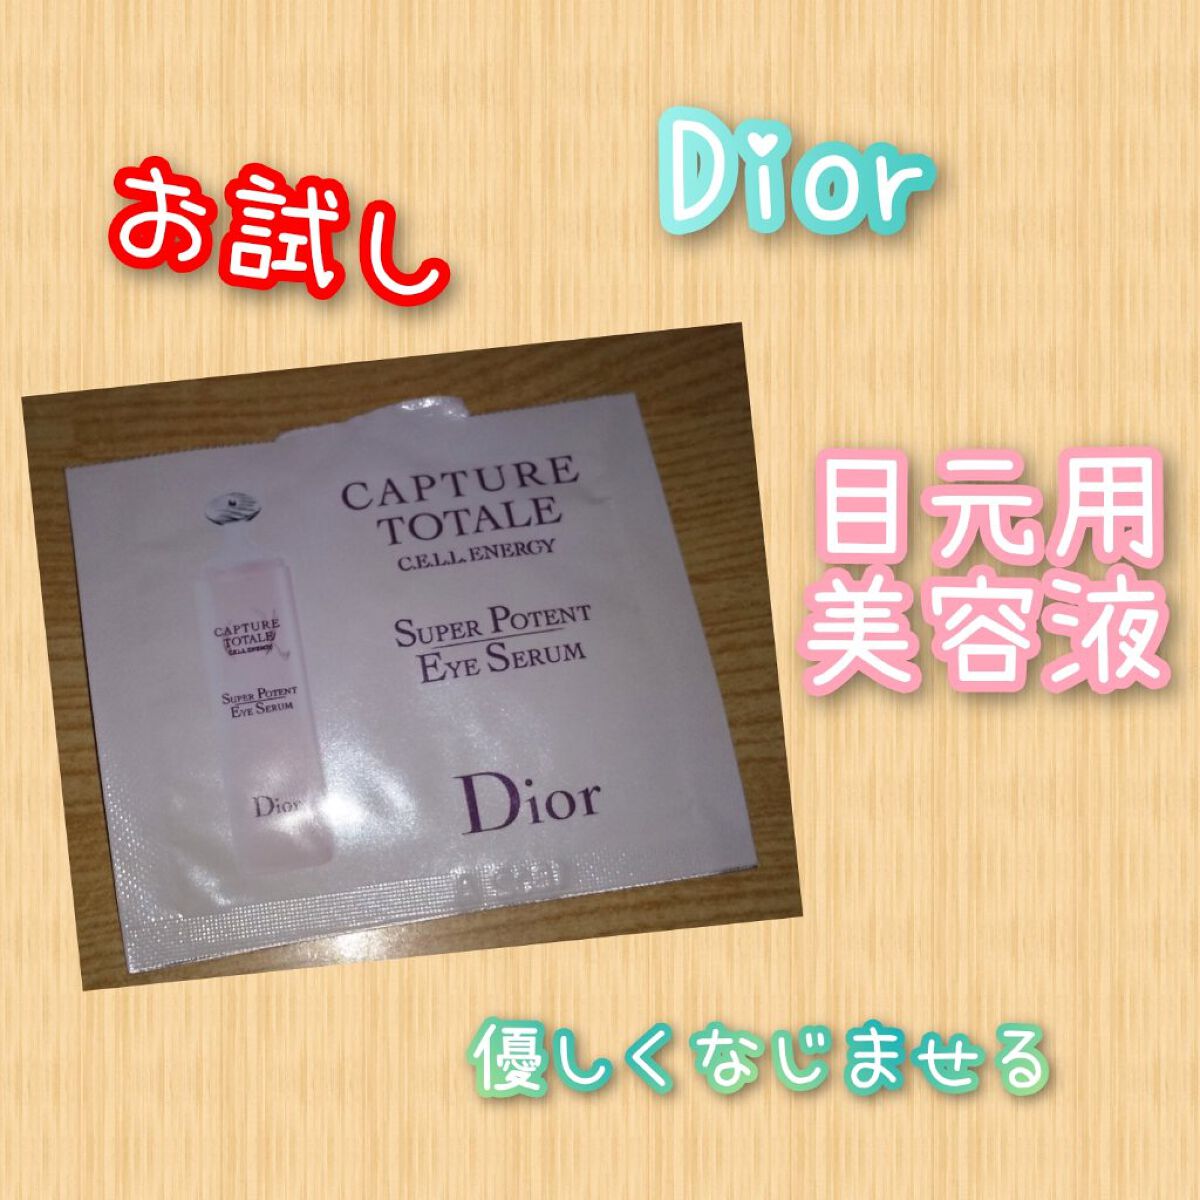 お試し
Dior
CAPTURE
TOTALE
C.E.L.L. ENERGY
SUPER POTENT
EYE SERUM
Dior
CAPTURE
TOTALE
C.E.L.L. ENERGY
SUPER POTENT
EYE SERUM
Dior
目元用
美容液
優しくなじませる